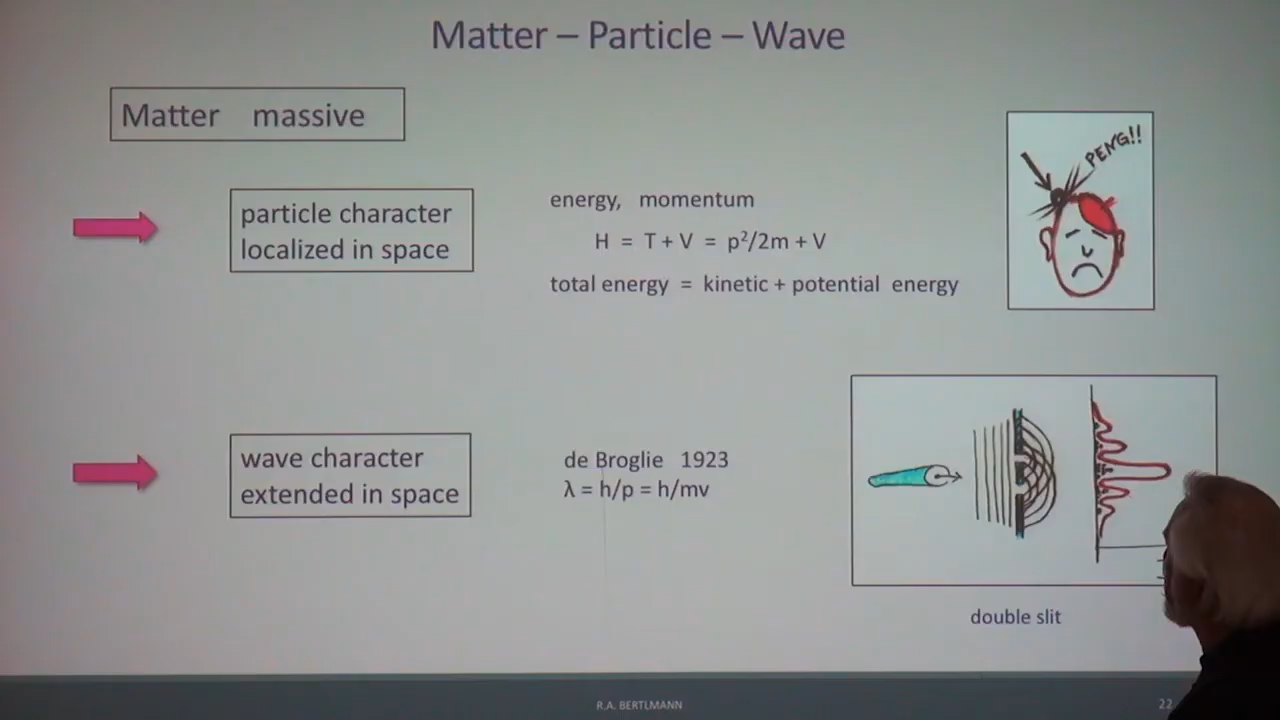 Matter – Particle – Wave
Matter massive
particle character
localized in space
energy, momentum
H = T + V = p²/2m + V
total energy = kinetic + potential energy
PENG!!
wave character
extended in space
de Broglie 1923
λ = h/p = h/mv
double slit
R.A. BERTLMANN
22